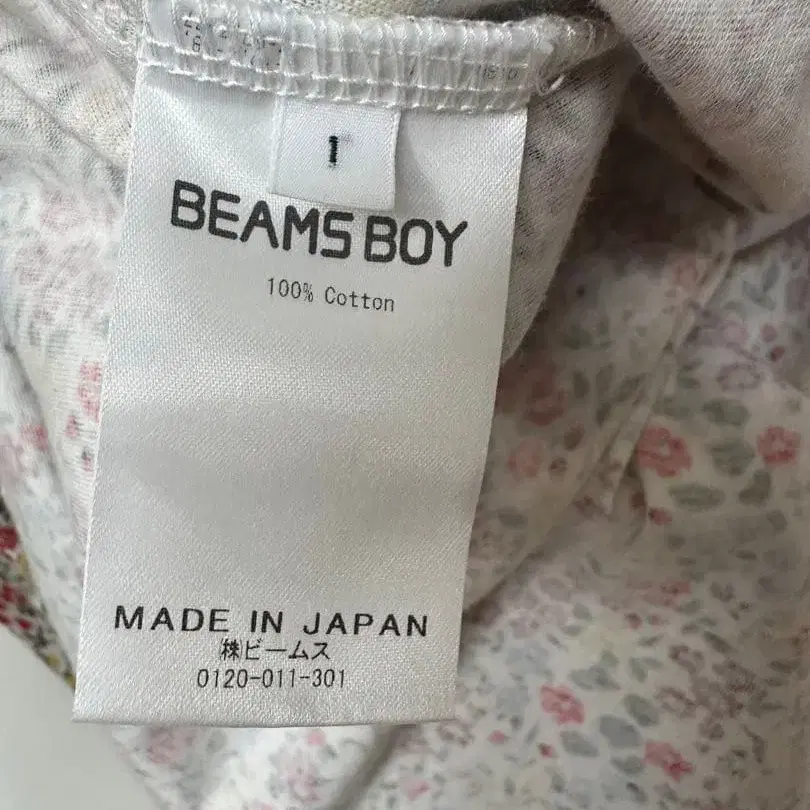 1
BEAMS BOY
100% Cotton
MADE IN JAPAN
㈱ビームス
0120-011-301